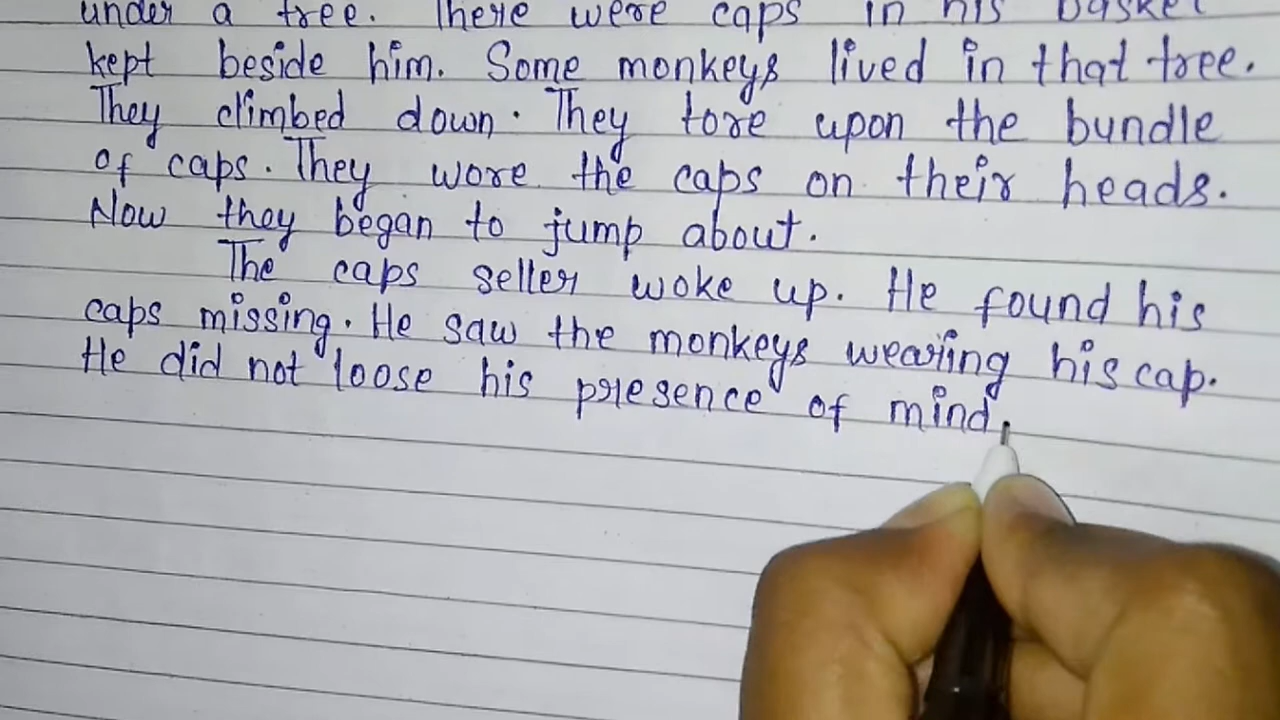 under a tree. There were caps in his basket
kept beside him. Some monkeys lived in that tree.
They climbed down. They tore upon the bundle
of caps. They wore the caps on their heads.
Now they began to jump about.
The caps seller woke up. He found his
caps missing. He saw the monkeys wearing his cap.
He did not loose his presence of mind.